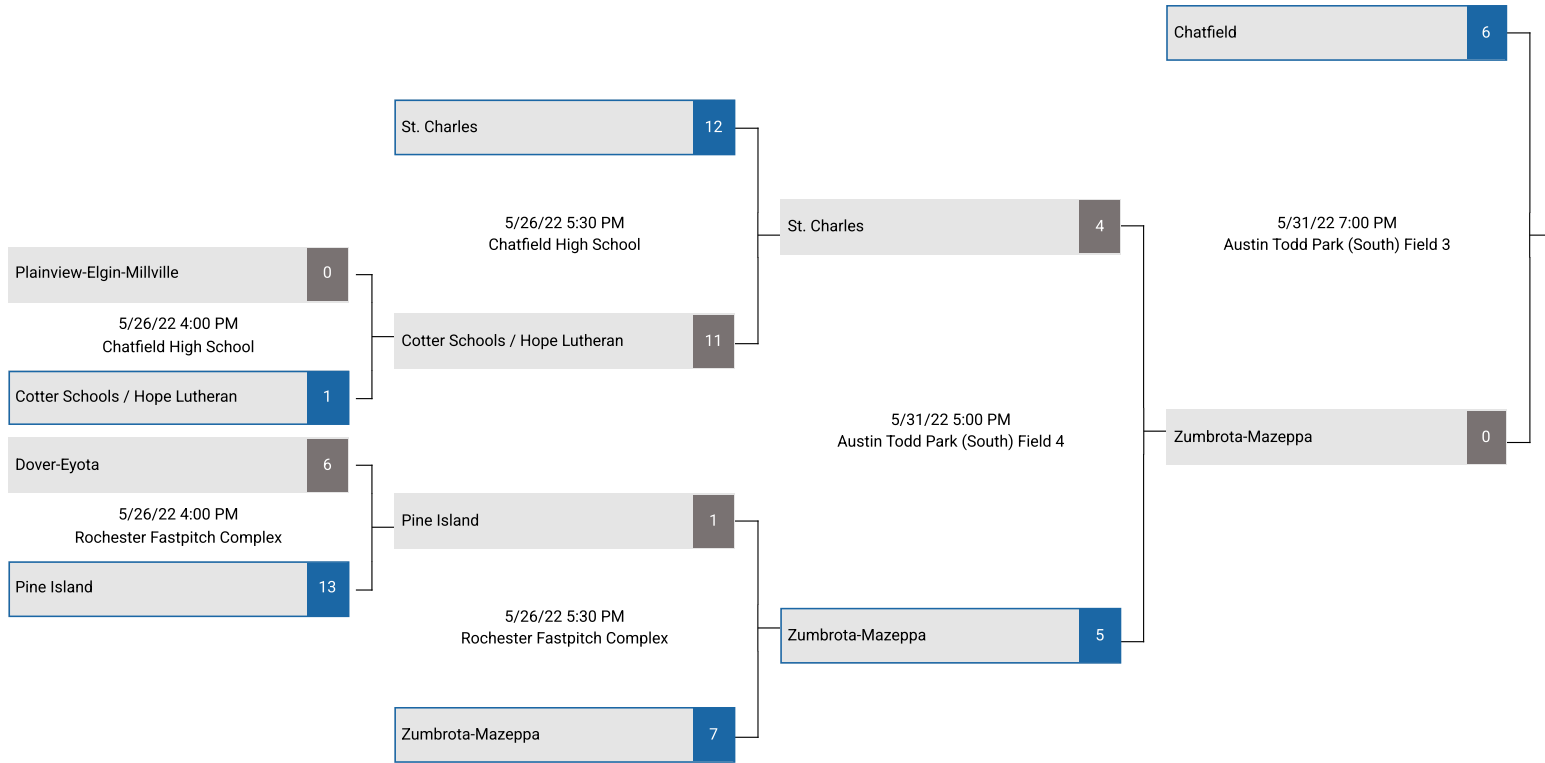 Chatfield 6
St. Charles 12
5/26/22 5:30 PM
Chatfield High School
St. Charles 4
5/31/22 7:00 PM
Austin Todd Park (South) Field 3
Plainview-Elgin-Millville 0
5/26/22 4:00 PM
Chatfield High School
Cotter Schools / Hope Lutheran 11
Cotter Schools / Hope Lutheran 1
5/31/22 5:00 PM
Austin Todd Park (South) Field 4
Zumbrota-Mazeppa 0
Dover-Eyota 6
5/26/22 4:00 PM
Rochester Fastpitch Complex
Pine Island 1
Pine Island 13
5/26/22 5:30 PM
Rochester Fastpitch Complex
Zumbrota-Mazeppa 5
Zumbrota-Mazeppa 7